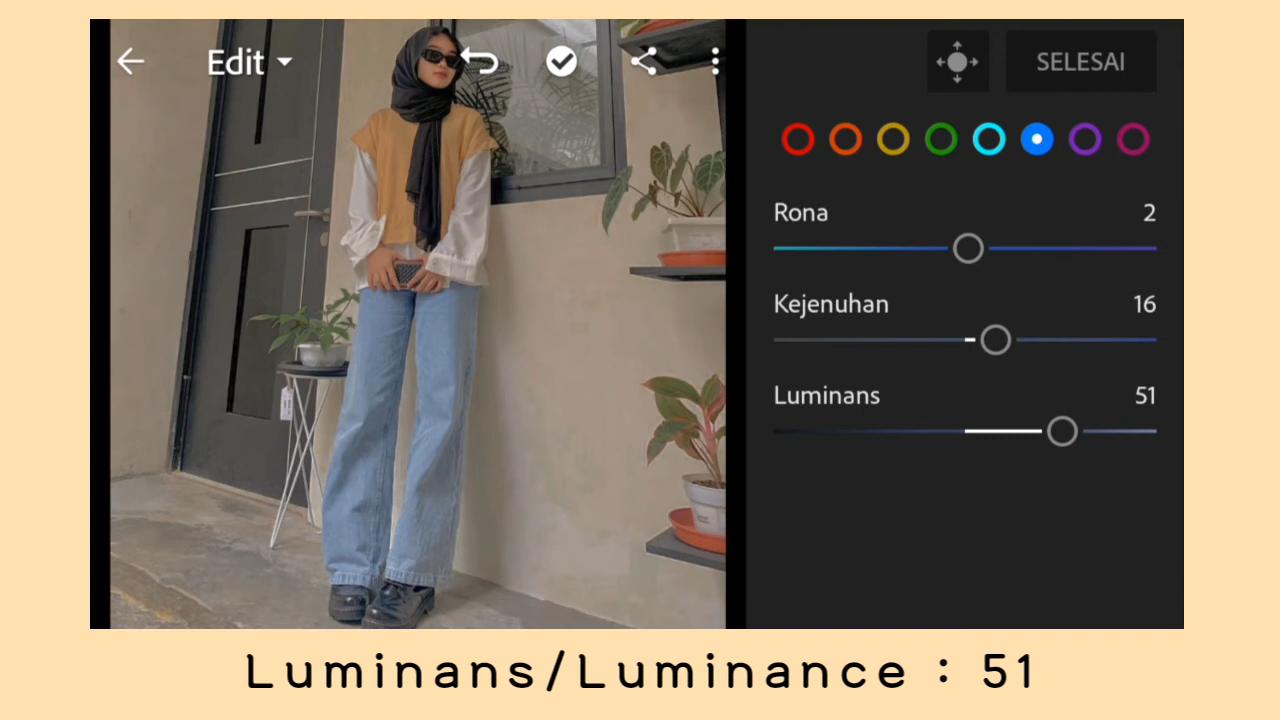 Edit
SELESAI
Rona 2
Kejenuhan 16
Luminans 51
Luminans/Luminance : 51